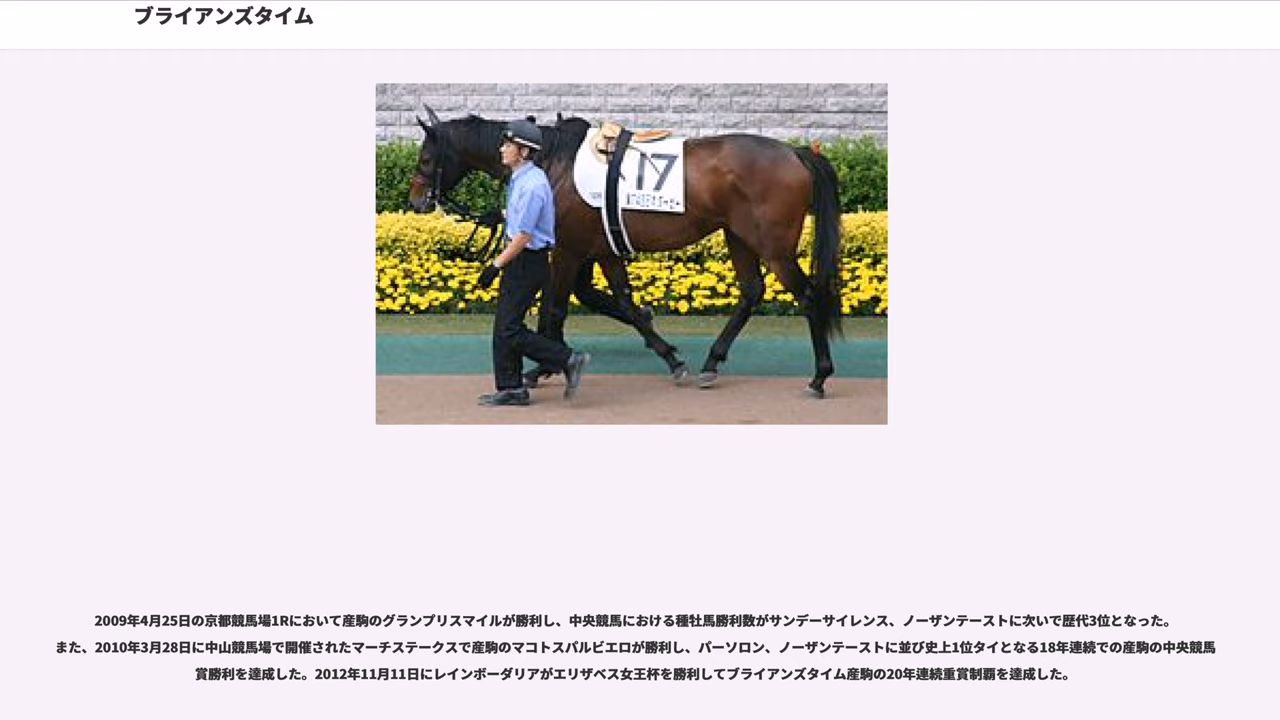 ブライアンズタイム
17
2009年4月25日の京都競馬場1Rにおいて産駒のグランプリスマイルが勝利し、中央競馬における種牡馬勝利数がサンデーサイレンス、ノーザンテーストに次いで歴代3位となった。
また、2010年3月28日に中山競馬場で開催されたマーチステークスで産駒のマコトスパルビエロが勝利し、パーソロン、ノーザンテーストに並び史上1位タイとなる18年連続での産駒の中央競馬
賞勝利を達成した。2012年11月11日にレインボーダリアがエリザベス女王杯を勝利してブライアンズタイム産駒の20年連続重賞制覇を達成した。